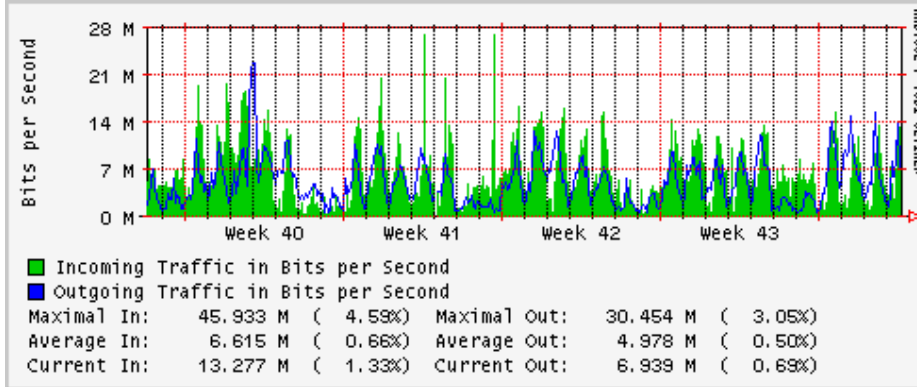 28 M
21 M
14 M
7 M
0 M
Bits per Second
Week 40 Week 41 Week 42 Week 43
Incoming Traffic in Bits per Second
Outgoing Traffic in Bits per Second
Maximal In: 45.933 M ( 4.59%) Maximal Out: 30.454 M ( 3.05%)
Average In: 6.615 M ( 0.66%) Average Out: 4.978 M ( 0.50%)
Current In: 13.277 M ( 1.33%) Current Out: 6.939 M ( 0.69%)